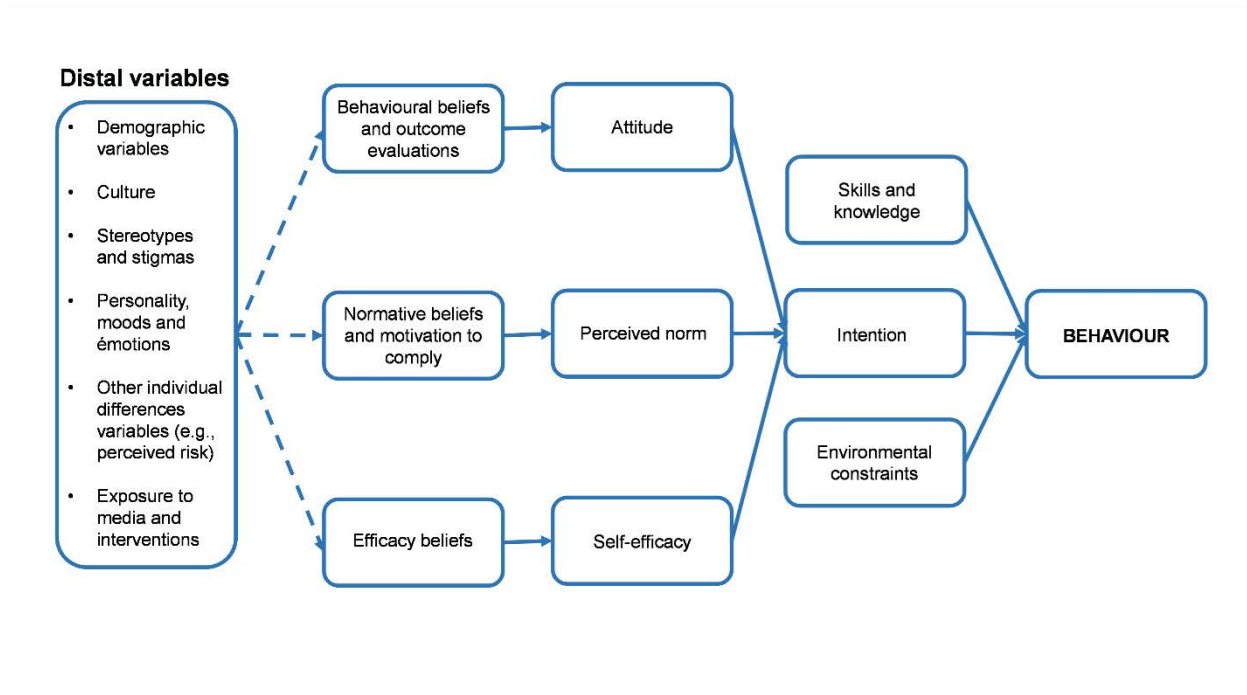 Distal variables
• Demographic
variables
• Culture
• Stereotypes
and stigmas
• Personality,
moods and
émotions
• Other individual
differences
variables (e.g.,
perceived risk)
• Exposure to
media and
interventions
Behavioural beliefs
and outcome
evaluations
Attitude
Normative beliefs
and motivation to
comply
Perceived norm
Efficacy beliefs
Self-efficacy
Skills and
knowledge
Intention
Environmental
constraints
BEHAVIOUR